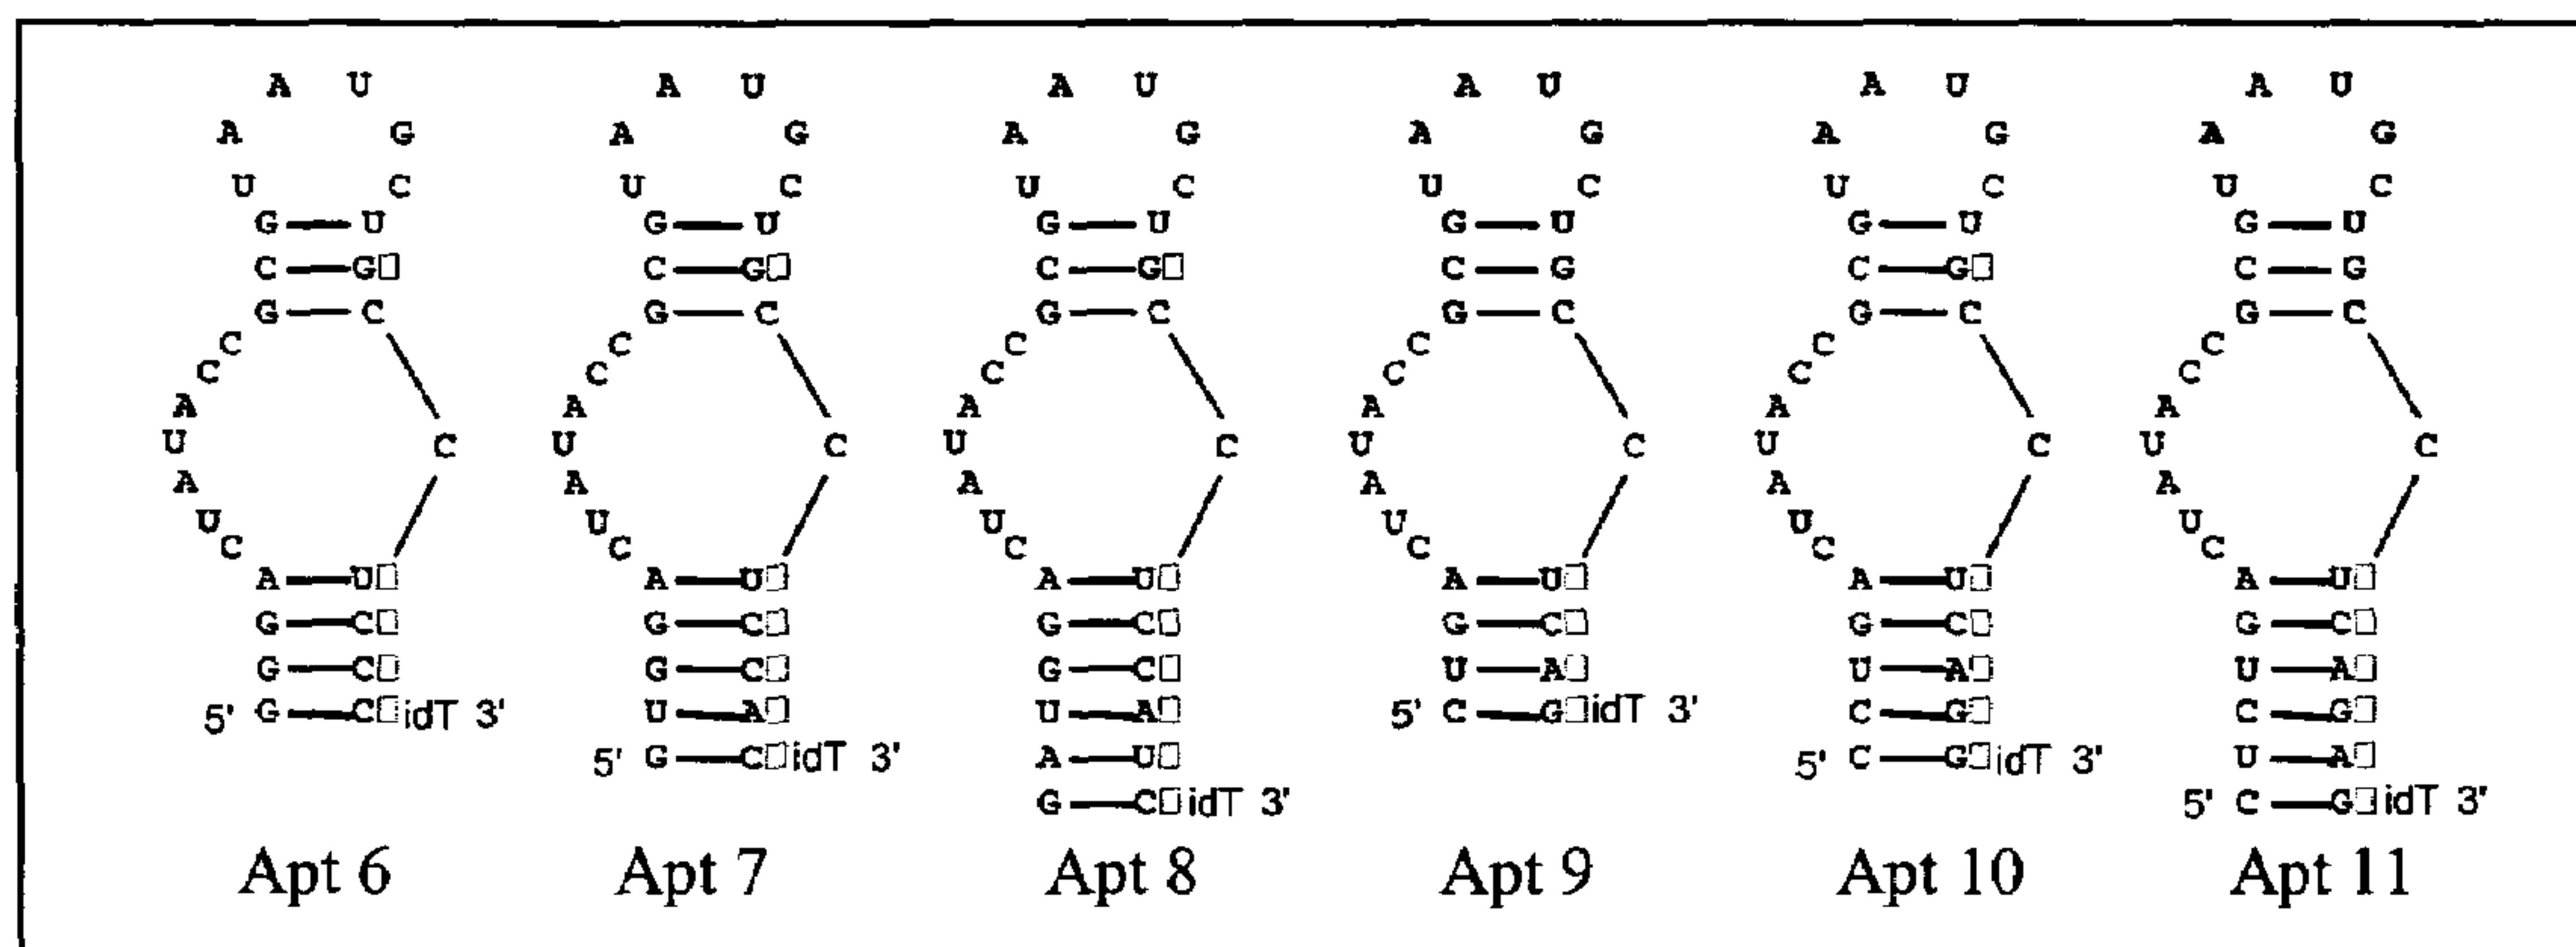 A U A U A U A U A U A U
A G A G A G A G A G A G
U C U C U C U C U C U C
G U G U G U G U G U G U
C G□ C G□ C G□ C G C G□ C G
G C G C G C G C G C G C
C C C C C C
C C C C C C
A A A A A A
U C U C U C U C U C U C
A A A A A A
U U U U U U
C C C C C C
A U□ A U□ A U□ A U□ A U□ A U□
G C□ G C□ G C□ G C□ G C□ G C□
G C□ G C□ G C□ U A□ U A□ U A□
5' G C□idT 3' U A□ U A□ 5' C G□idT 3' C G□ C G□
5' G C□idT 3' A U□ 5' C G□idT 3' U A□
G C□idT 3' 5' C G□idT 3'
Apt 6 Apt 7 Apt 8 Apt 9 Apt 10 Apt 11